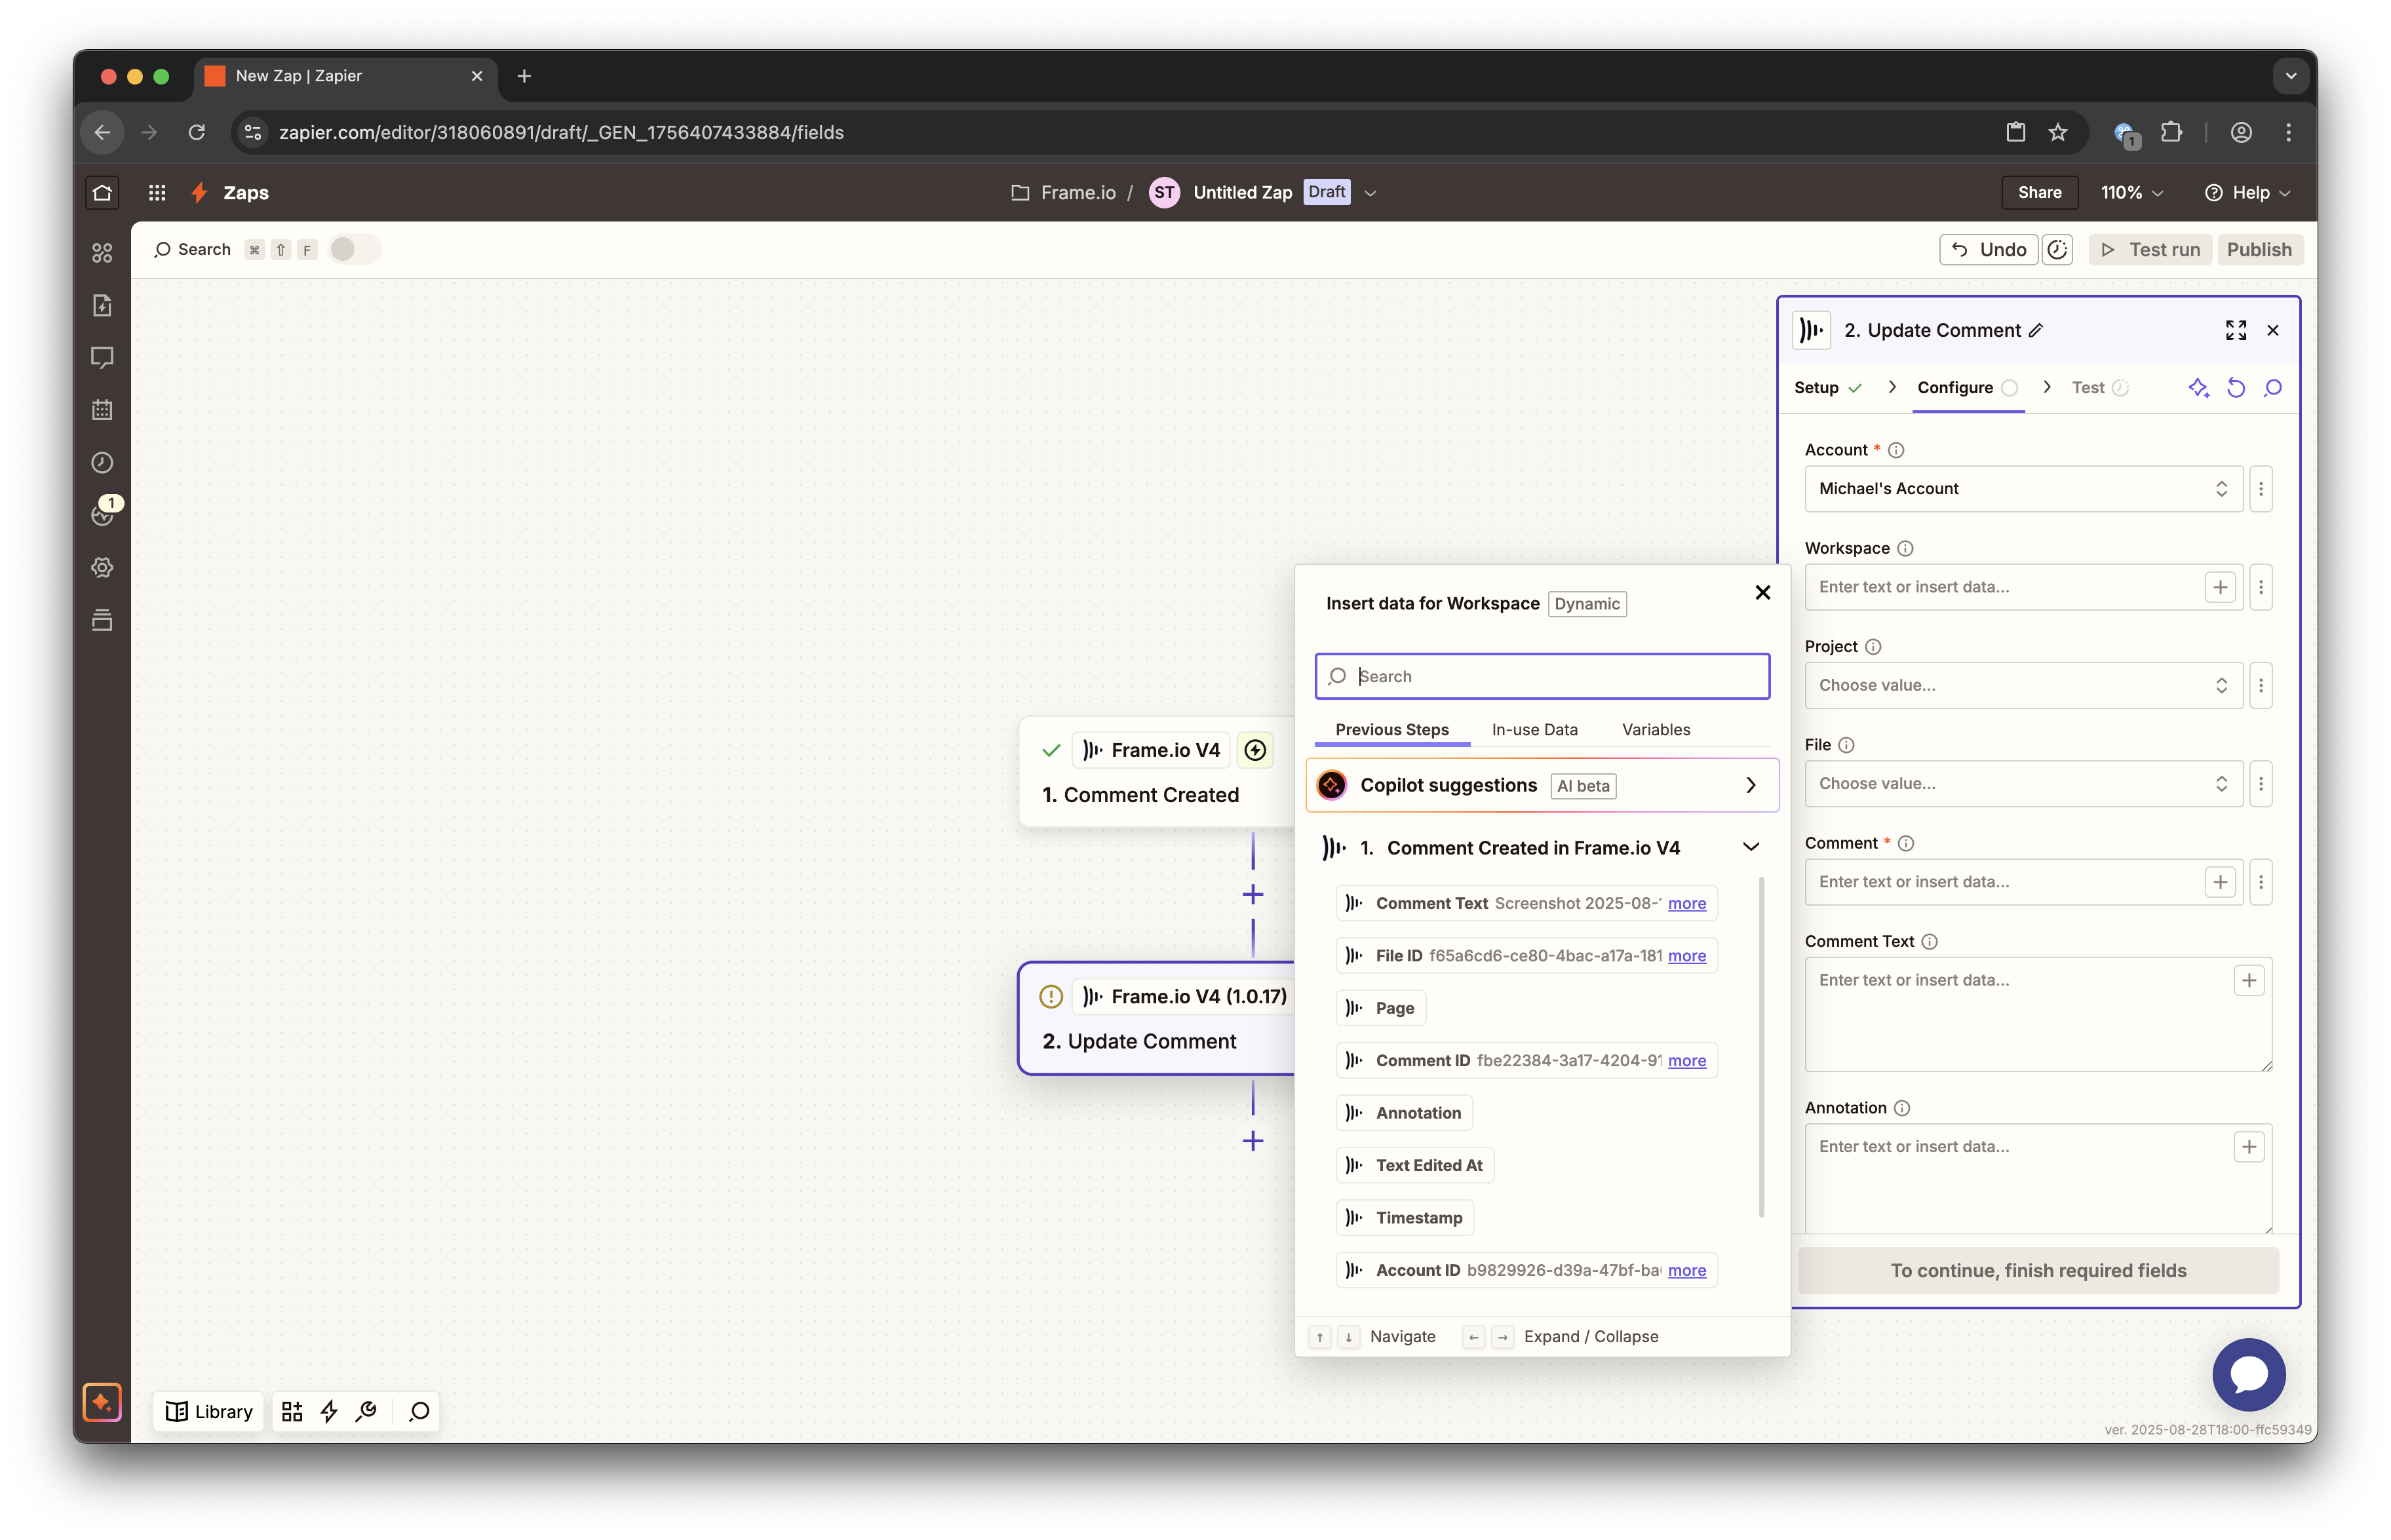 New Zap | Zapier
zapier.com/editor/318060891/draft/_GEN_1756407433884/fields
1
Zaps
Frame.io / ST Untitled Zap Draft
Share 110% Help
Search ⌘ ⇧ F
Undo Test run Publish
1
2. Update Comment
Setup Configure Test
Account *
Michael's Account
Workspace
Enter text or insert data...
Project
Choose value...
File
Choose value...
Comment *
Enter text or insert data...
Comment Text
Enter text or insert data...
Annotation
Enter text or insert data...
To continue, finish required fields
Insert data for Workspace Dynamic
Search
Previous Steps In-use Data Variables
Copilot suggestions AI beta
1. Comment Created in Frame.io V4
Comment Text Screenshot 2025-08- more
File ID f65a6cd6-ce80-4bac-a17a-181 more
Page
Comment ID fbe22384-3a17-4204-91 more
Annotation
Text Edited At
Timestamp
Account ID b9829926-d39a-47bf-ba more
↑ ↓ Navigate ← → Expand / Collapse
Frame.io V4
1. Comment Created
Frame.io V4 (1.0.17)
2. Update Comment
Library
ver. 2025-08-28T18:00-ffc59349